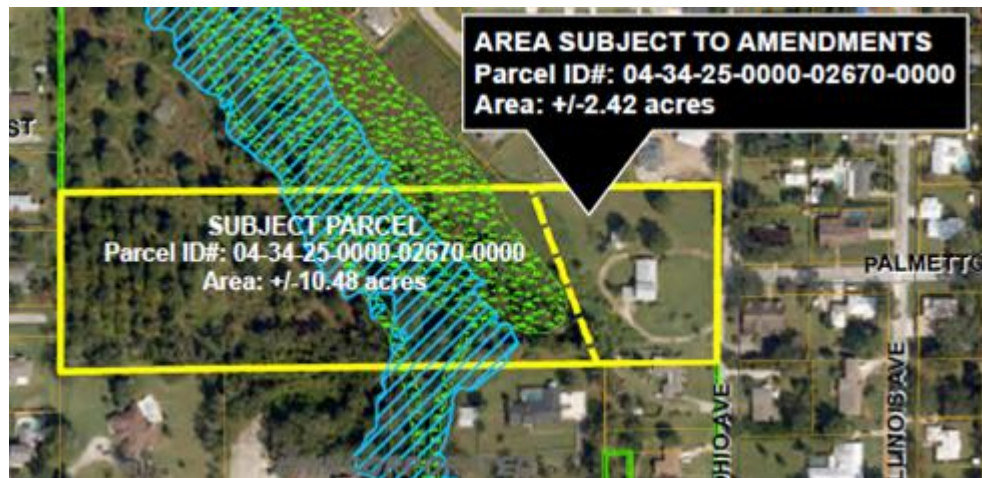 AREA SUBJECT TO AMENDMENTS
Parcel ID#: 04-34-25-0000-02670-0000
Area: +/-2.42 acres
ST
SUBJECT PARCEL
Parcel ID#: 04-34-25-0000-02670-0000
Area: +/-10.48 acres
PALMETTO
OHIO AVE
ILLINOIS AVE